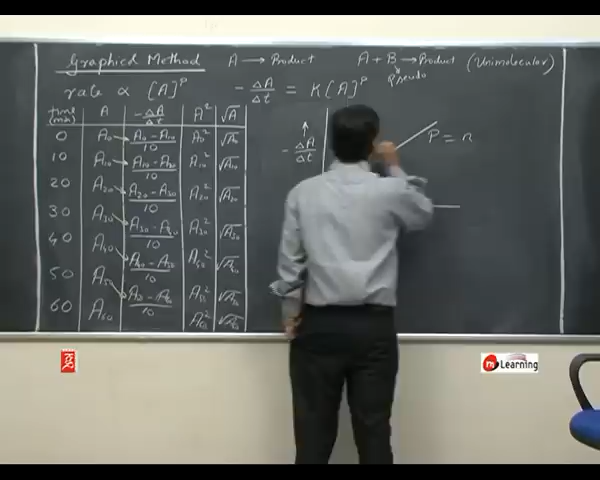 Graphied Method A → Product A + B → Product (Unimolecular)
Pseudo
rate ∝ [A]^P - ΔA/Δt = K[A]^P
time (min) A - ΔA/Δt A² √A
0 A₀ A₀ - A₁₀/10 A₀² √A₀
10 A₁₀ A₁₀ - A₂₀/10 A₁₀² √A₁₀
20 A₂₀ A₂₀ - A₃₀/10 A₂₀² √A₂₀
30 A₃₀ A₃₀ - A₄₀/10 A₃₀² √A₃₀
40 A₄₀ A₄₀ - A₅₀/10 A₄₀² √A₄₀
50 A₅₀ A₅₀ - A₆₀/10 A₅₀² √A₅₀
60 A₆₀ A₆₀² √A₆₀
- ΔA/Δt
P = n
m Learning